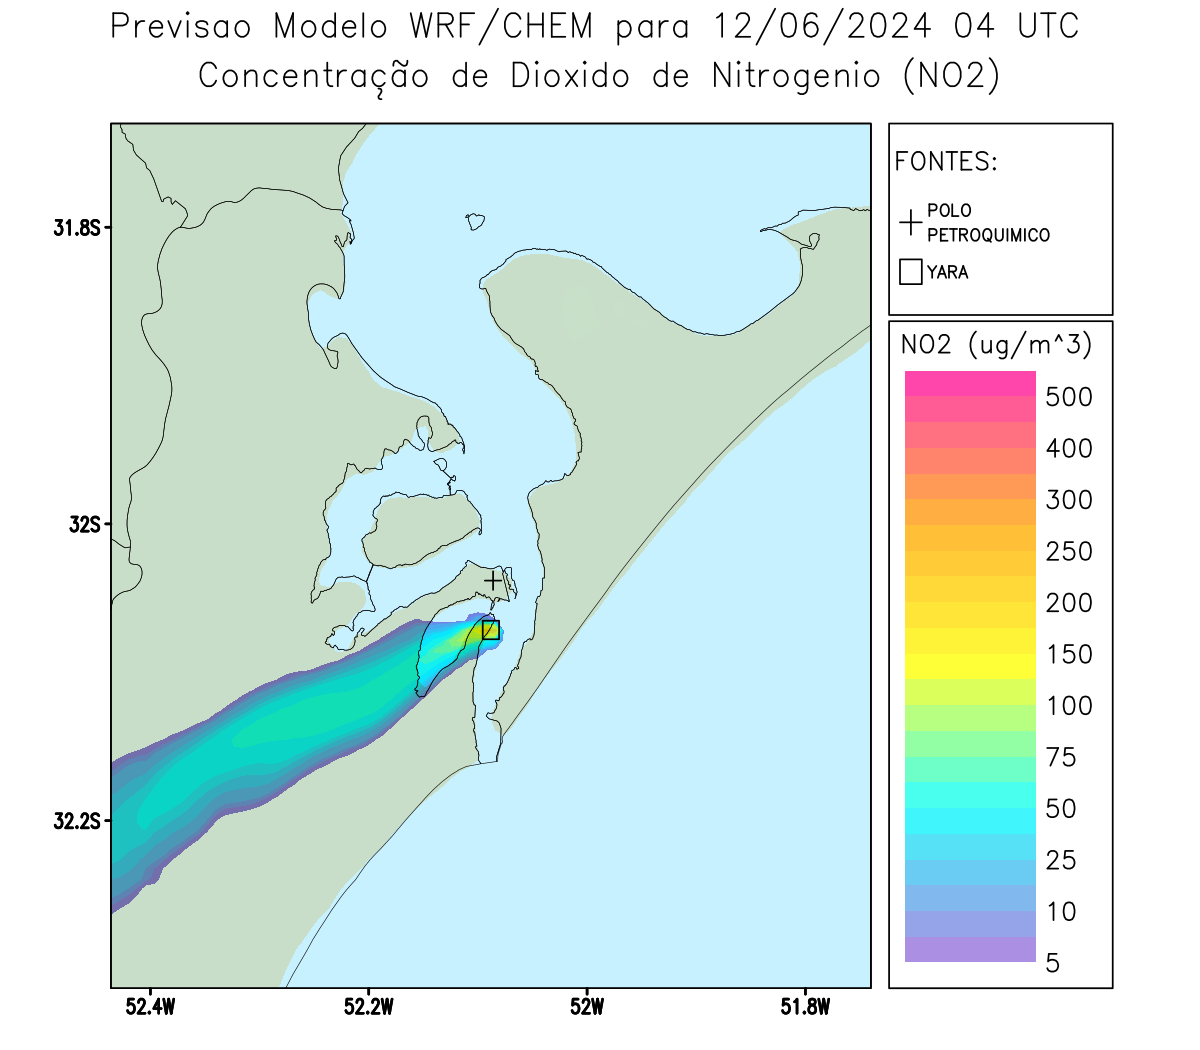 Previsao Modelo WRF/CHEM para 12/06/2024 04 UTC
Concentração de Dioxido de Nitrogenio (NO2)
FONTES:
POLO
PETROQUIMICO
YARA
NO2 (ug/m^3)
500
400
300
250
200
150
100
75
50
25
10
5
31.8S
32S
32.2S
52.4W
52.2W
52W
51.8W